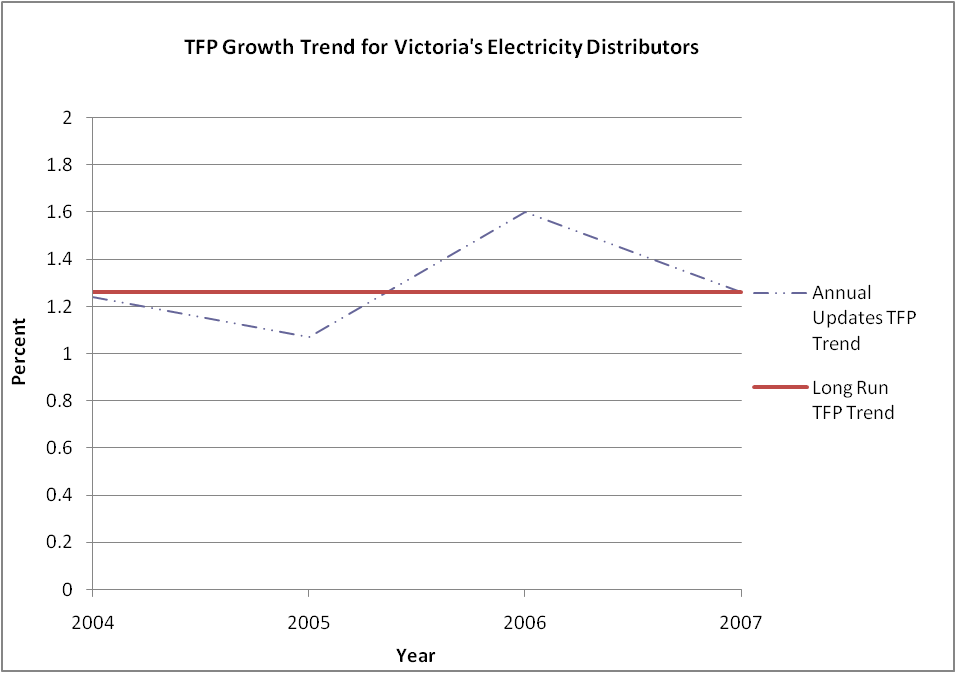 TFP Growth Trend for Victoria's Electricity Distributors
2
1.8
1.6
1.4
1.2
1
0.8
0.6
0.4
0.2
0
Percent
2004 2005 2006 2007
Year
Annual
Updates TFP
Trend
Long Run
TFP Trend